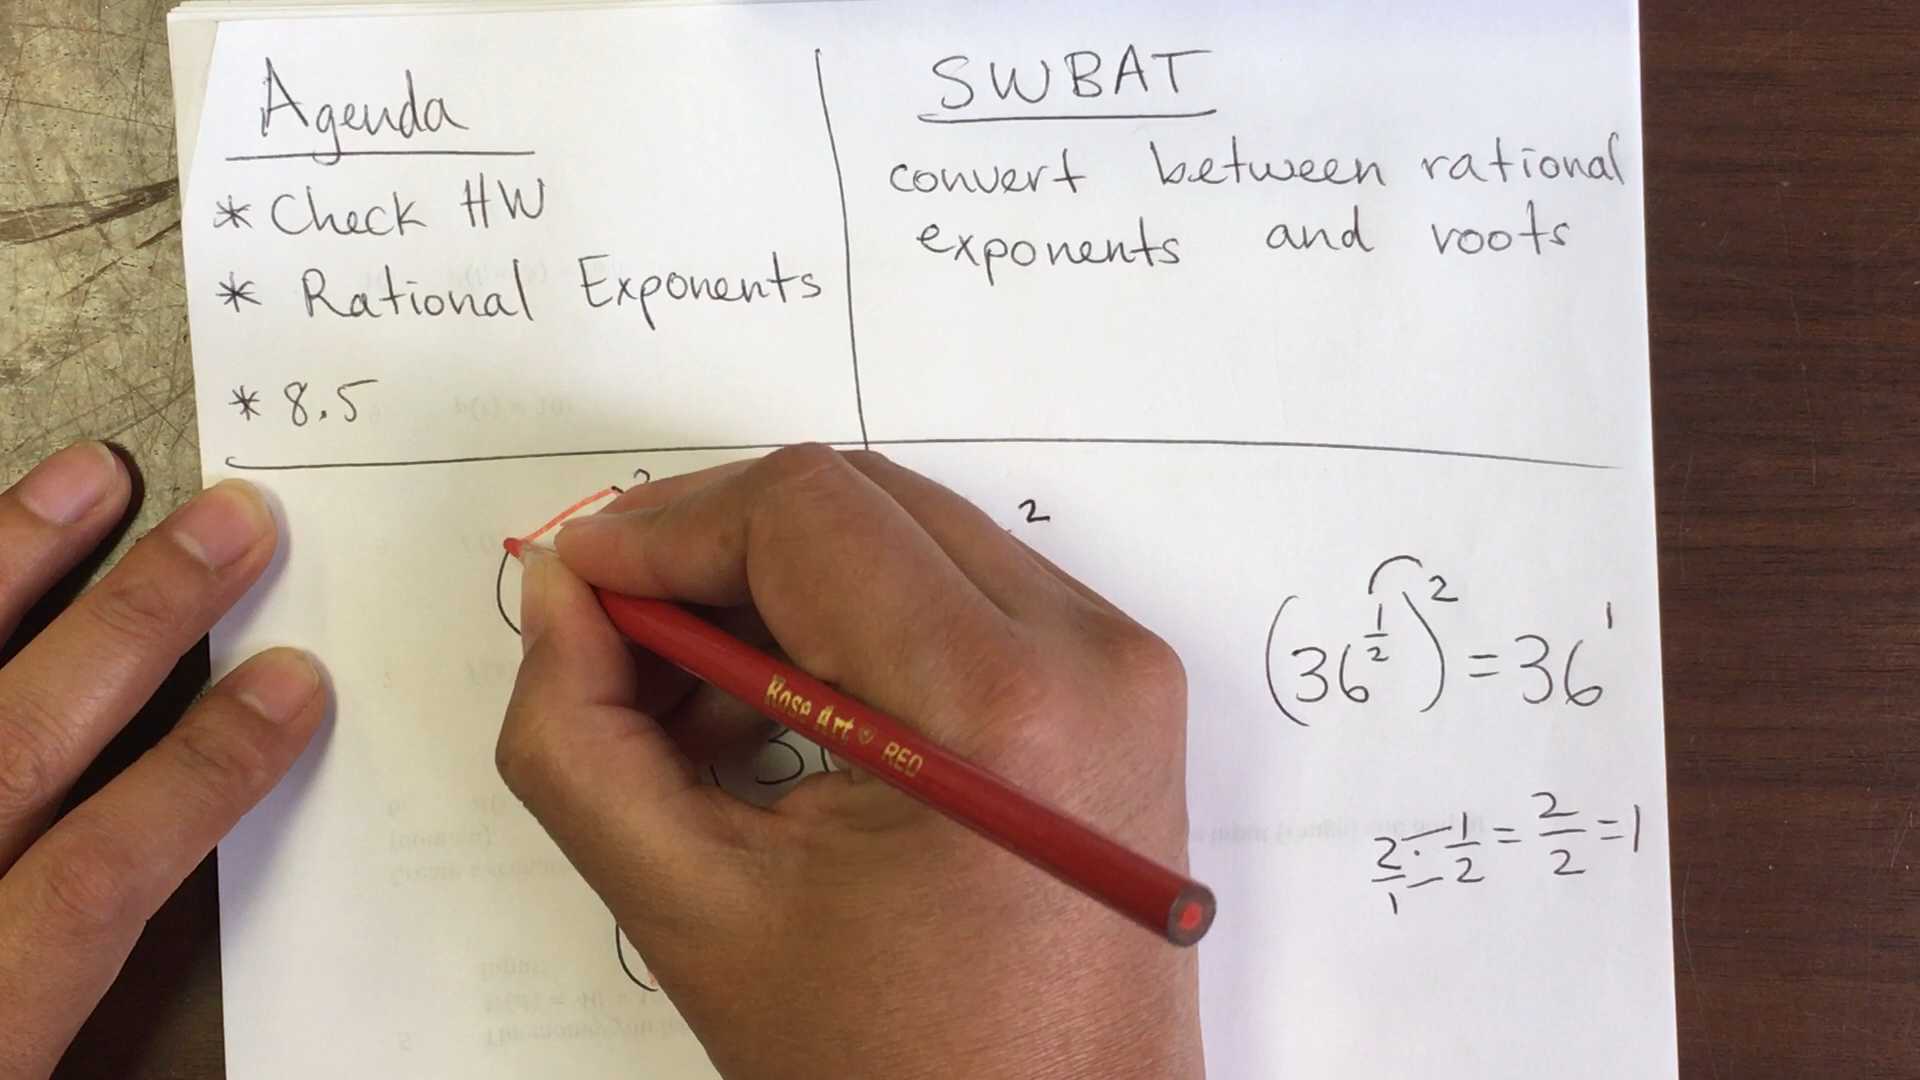 Agenda
* Check HW
* Rational Exponents
* 8.5
SWBAT
convert between rational
exponents and roots
2
(36^1/2)^2 = 36^1
2/1 ÷ 1/2 = 2/2 = 1
Rose Art RED